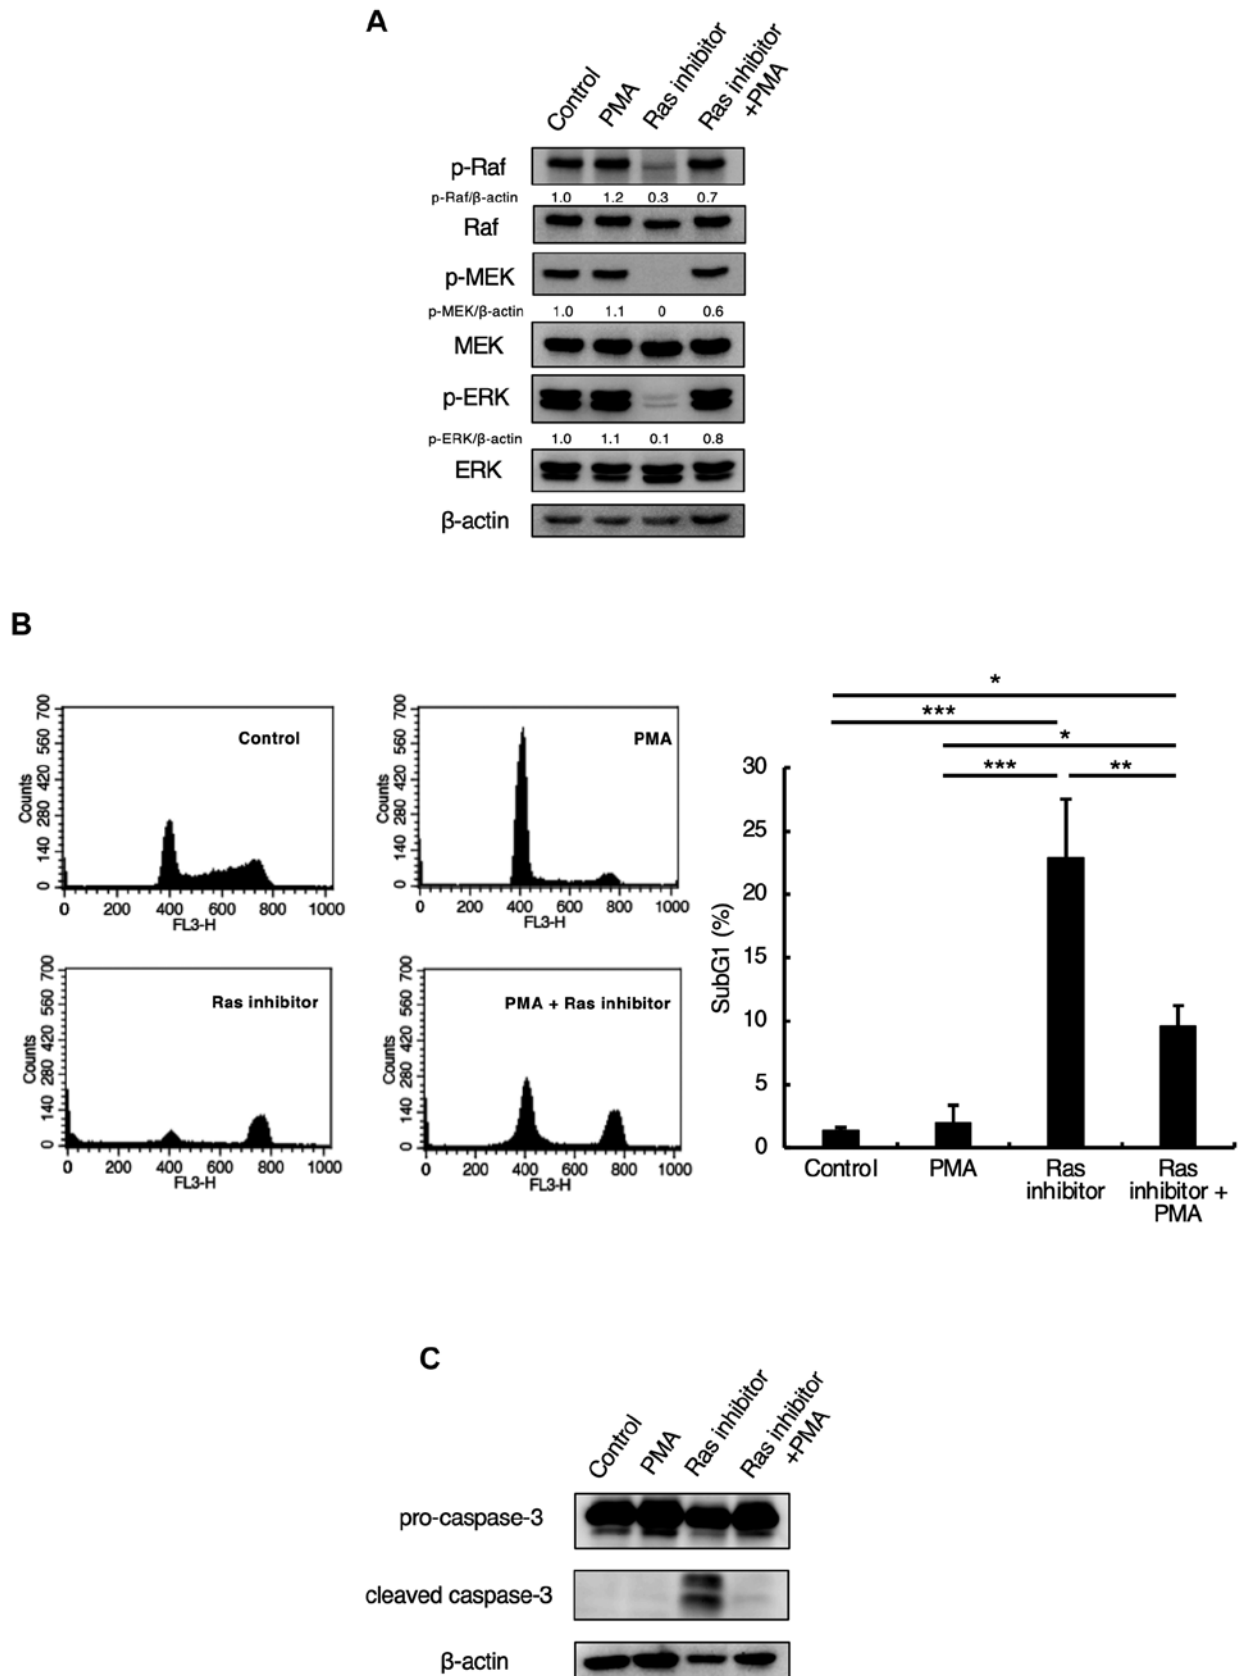 A
Control
PMA
Ras inhibitor
Ras inhibitor
+PMA
p-Raf
p-Raf/β-actin 1.0 1.2 0.3 0.7
Raf
p-MEK
p-MEK/β-actin 1.0 1.1 0 0.6
MEK
p-ERK
p-ERK/β-actin 1.0 1.1 0.1 0.8
ERK
β-actin
B
Control
Counts
0 140 280 420 560 700
0 200 400 600 800 1000
FL3-H
PMA
Counts
0 140 280 420 560 700
0 200 400 600 800 1000
FL3-H
Ras inhibitor
Counts
0 140 280 420 560 700
0 200 400 600 800 1000
FL3-H
PMA + Ras inhibitor
Counts
0 140 280 420 560 700
0 200 400 600 800 1000
FL3-H
*
***
*
*** **
30
25
20
15
10
5
0
SubG1 (%)
Control PMA Ras Ras
inhibitor inhibitor +
PMA
C
Control
PMA
Ras inhibitor
Ras inhibitor
+PMA
pro-caspase-3
cleaved caspase-3
β-actin